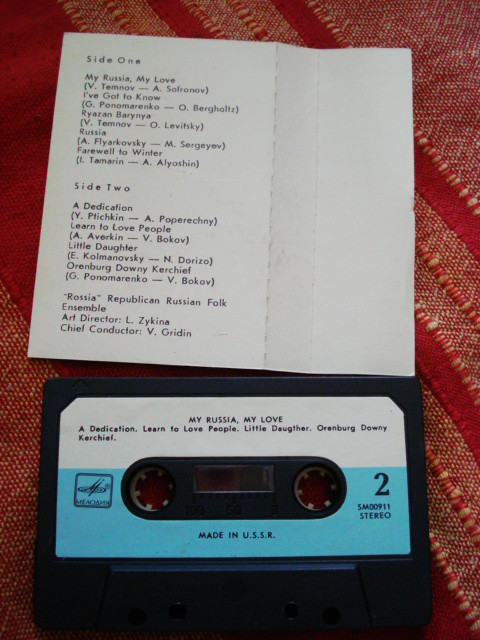 Side One
My Russia, My Love
(V. Temnov — A. Sofronov)
I've Got to Know
(G. Ponomarenko — O. Bergholtz)
Ryazan Barynya
(V. Temnov — O. Levitsky)
Russia
(A. Flyarkovsky — M. Sergeyev)
Farewell to Winter
(I. Tamarin — A. Alyoshin)
Side Two
A Dedication
(Y. Ptichkin — A. Poperechny)
Learn to Love People
(A. Averkin — V. Bokov)
Little Daughter
(E. Kolmanovsky — N. Dorizo)
Orenburg Downy Kerchief
(G. Ponomarenko — V. Bokov)
"Rossia" Republican Russian Folk
Ensemble
Art Director: L. Zykina
Chief Conductor: V. Gridin
MY RUSSIA, MY LOVE
A Dedication. Learn to Love People. Little Daugther. Orenburg Downy
Kerchief.
МЕЛОДИЯ
100 50 0
2
SM00911
STEREO
MADE IN U.S.S.R.